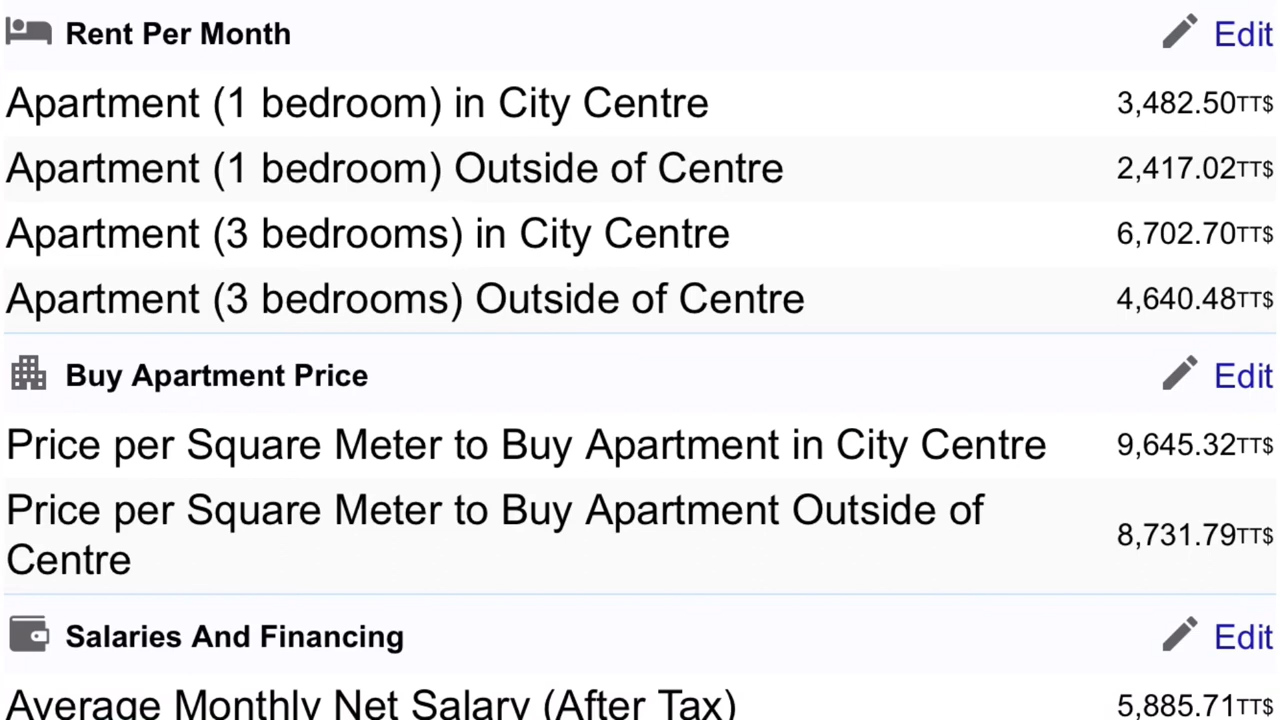 Rent Per Month Edit
Apartment (1 bedroom) in City Centre 3,482.50TT$
Apartment (1 bedroom) Outside of Centre 2,417.02TT$
Apartment (3 bedrooms) in City Centre 6,702.70TT$
Apartment (3 bedrooms) Outside of Centre 4,640.48TT$
Buy Apartment Price Edit
Price per Square Meter to Buy Apartment in City Centre 9,645.32TT$
Price per Square Meter to Buy Apartment Outside of
Centre 8,731.79TT$
Salaries And Financing Edit
Average Monthly Net Salary (After Tax) 5,885.71TT$